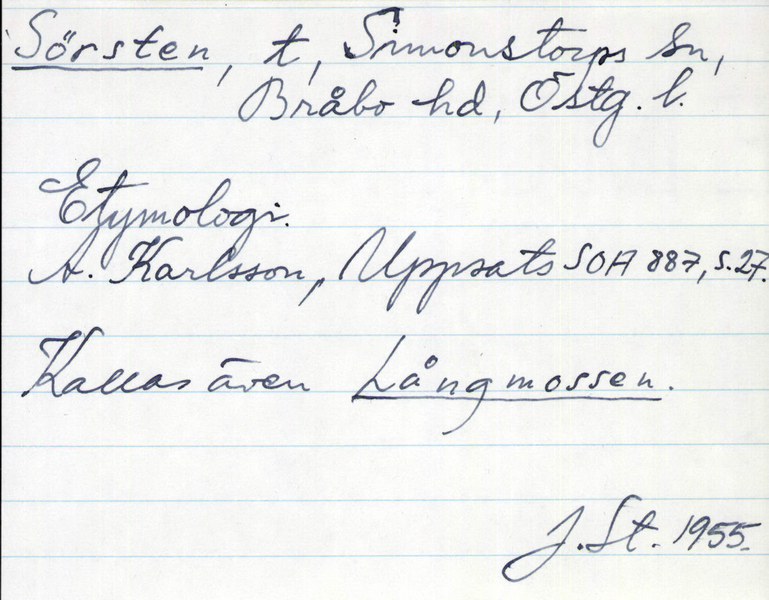 Sörsten, t, Simonstorps sn,
Bråbo hd, Östg. l.
Etymologi.
A. Karlsson, Uppsats SOA 887, s. 27.
Kallas även Långmossen.
J. St. 1955.